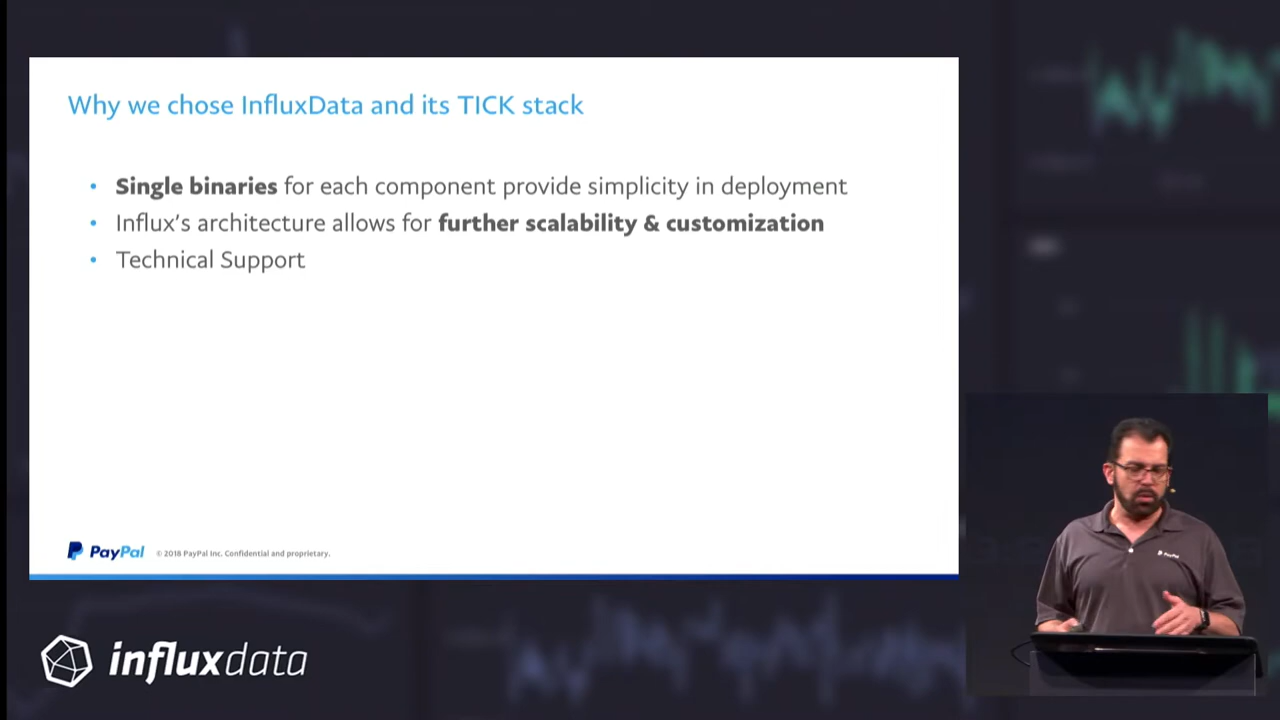 Why we chose InfluxData and its TICK stack
• Single binaries for each component provide simplicity in deployment
• Influx's architecture allows for further scalability & customization
• Technical Support
PayPal © 2018 PayPal Inc. Confidential and proprietary.
PayPal
influxdata